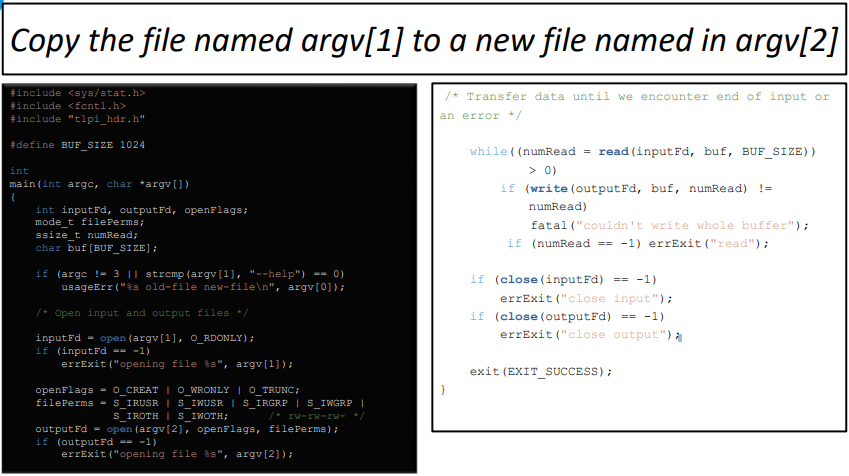 Copy the file named argv[1] to a new file named in argv[2]
#include <sys/stat.h>
#include <fcntl.h>
#include "tlpi_hdr.h"
#define BUF_SIZE 1024
int
main(int argc, char *argv[])
{
int inputFd, outputFd, openFlags;
mode_t filePerms;
ssize_t numRead;
char buf[BUF_SIZE];
if (argc != 3 || strcmp(argv[1], "--help") == 0)
usageErr("%s old-file new-file\n", argv[0]);
/* Open input and output files */
inputFd = open(argv[1], O_RDONLY);
if (inputFd == -1)
errExit("opening file %s", argv[1]);
openFlags = O_CREAT | O_WRONLY | O_TRUNC;
filePerms = S_IRUSR | S_IWUSR | S_IRGRP | S_IWGRP |
S_IROTH | S_IWOTH; /* rw-rw-rw- */
outputFd = open(argv[2], openFlags, filePerms);
if (outputFd == -1)
errExit("opening file %s", argv[2]);
/* Transfer data until we encounter end of input or
an error */
while((numRead = read(inputFd, buf, BUF_SIZE))
> 0)
if (write(outputFd, buf, numRead) !=
numRead)
fatal("couldn't write whole buffer");
if (numRead == -1) errExit("read");
if (close(inputFd) == -1)
errExit("close input");
if (close(outputFd) == -1)
errExit("close output");
exit(EXIT_SUCCESS);
}